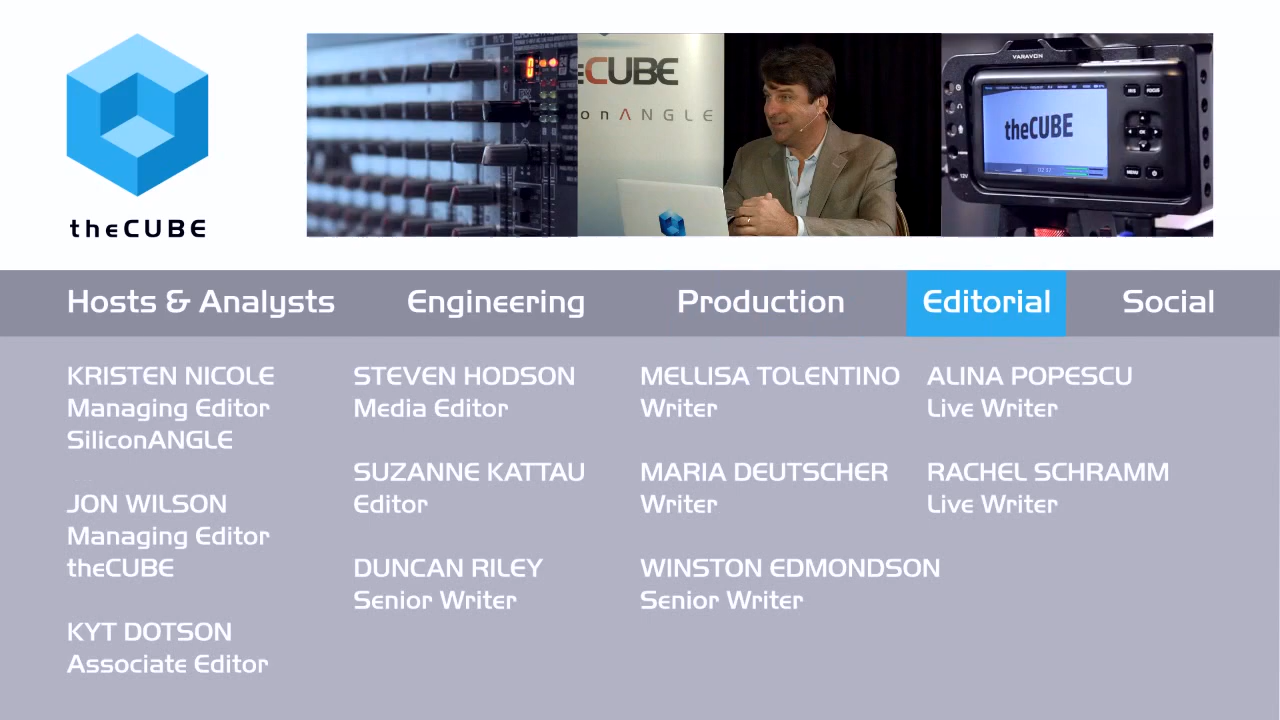 theCUBE
CUBE
onANGLE
VARAVON
theCUBE
MENU
Hosts & Analysts
Engineering
Production
Editorial
Social
KRISTEN NICOLE
Managing Editor
SiliconANGLE
JON WILSON
Managing Editor
theCUBE
KYT DOTSON
Associate Editor
STEVEN HODSON
Media Editor
SUZANNE KATTAU
Editor
DUNCAN RILEY
Senior Writer
MELLISA TOLENTINO
Writer
MARIA DEUTSCHER
Writer
WINSTON EDMONDSON
Senior Writer
ALINA POPESCU
Live Writer
RACHEL SCHRAMM
Live Writer